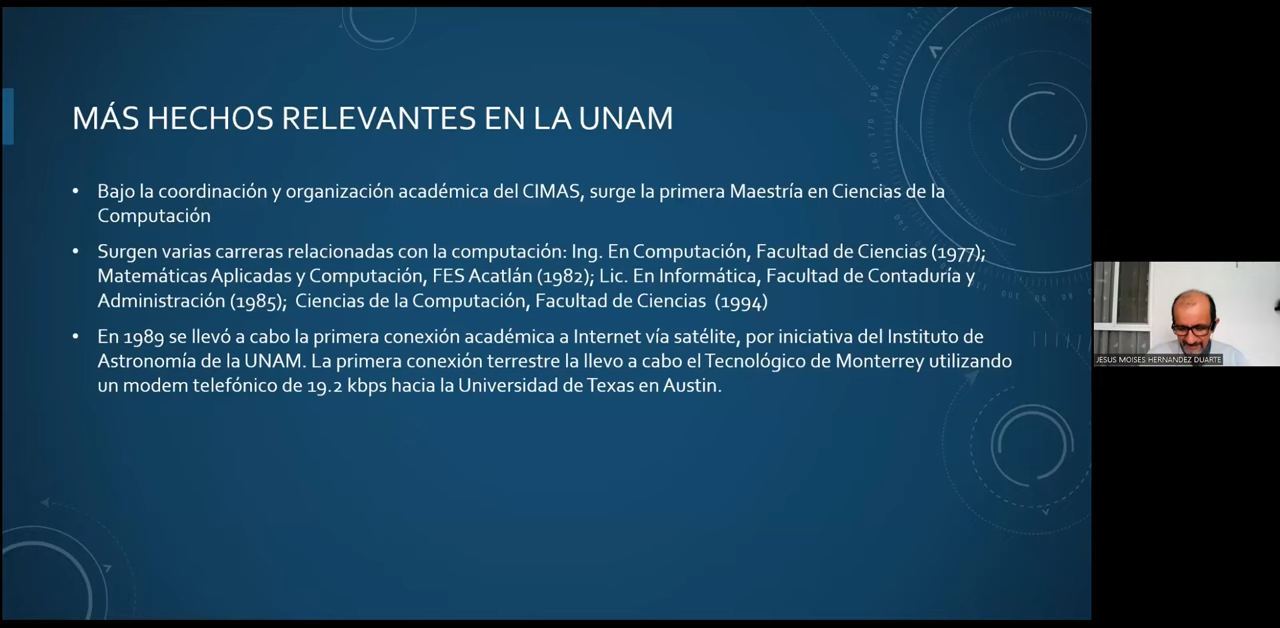 MÁS HECHOS RELEVANTES EN LA UNAM
• Bajo la coordinación y organización académica del CIMAS, surge la primera Maestría en Ciencias de la
Computación
• Surgen varias carreras relacionadas con la computación: Ing. En Computación, Facultad de Ciencias (1977);
Matemáticas Aplicadas y Computación, FES Acatlán (1982); Lic. En Informática, Facultad de Contaduría y
Administración (1985); Ciencias de la Computación, Facultad de Ciencias (1994)
• En 1989 se llevó a cabo la primera conexión académica a Internet vía satélite, por iniciativa del Instituto de
Astronomía de la UNAM. La primera conexión terrestre la llevo a cabo el Tecnológico de Monterrey utilizando
un modem telefónico de 19.2 kbps hacia la Universidad de Texas en Austin.
JESUS MOISES HERNANDEZ DUARTE